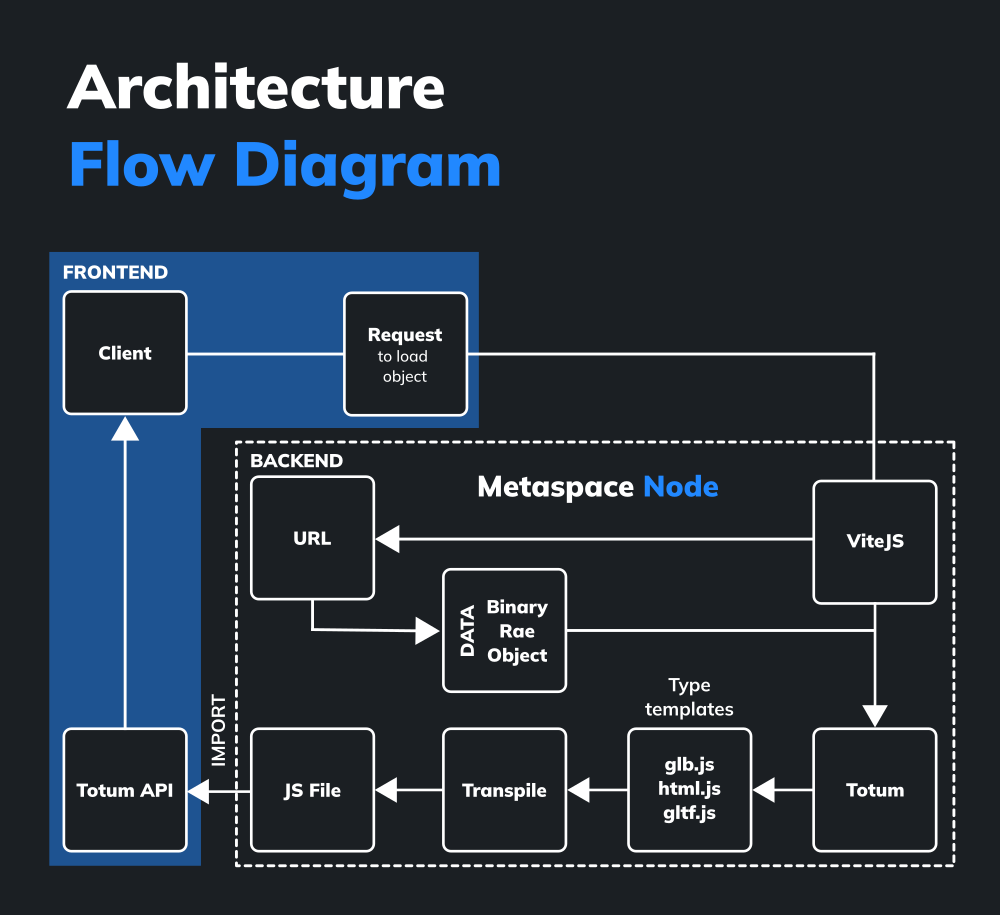 Architecture
Flow Diagram
FRONTEND
Client
Request
to load
object
BACKEND
Metaspace Node
URL
ViteJS
DATA
Binary
Rae
Object
Type
templates
IMPORT
Totum API
JS File
Transpile
glb.js
html.js
gltf.js
Totum